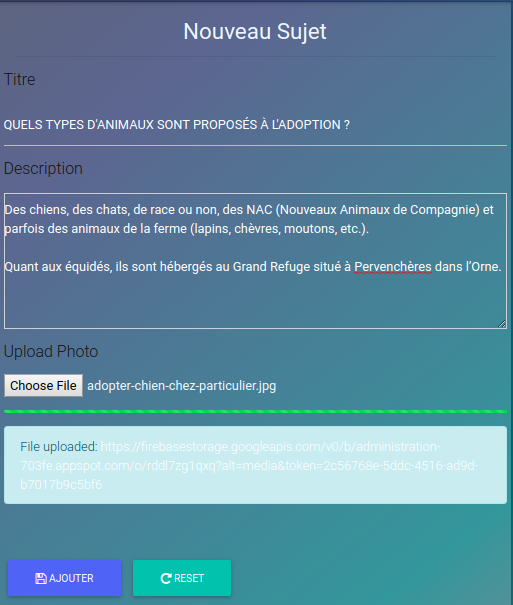 Nouveau Sujet
Titre
QUELS TYPES D'ANIMAUX SONT PROPOSÉS À L'ADOPTION ?
Description
Des chiens, des chats, de race ou non, des NAC (Nouveaux Animaux de Compagnie) et
parfois des animaux de la ferme (lapins, chèvres, moutons, etc.).
Quant aux équidés, ils sont hébergés au Grand Refuge situé à Pervenchères dans l'Orne.
Upload Photo
Choose File adopter-chien-chez-particulier.jpg
File uploaded: https://firebasestorage.googleapis.com/v0/b/administration-
703fe.appspot.com/o/rddl7zg1qxq?alt=media&token=2c56768e-5ddc-4516-ad9d-
b7017b9c5bf6
AJOUTER RESET